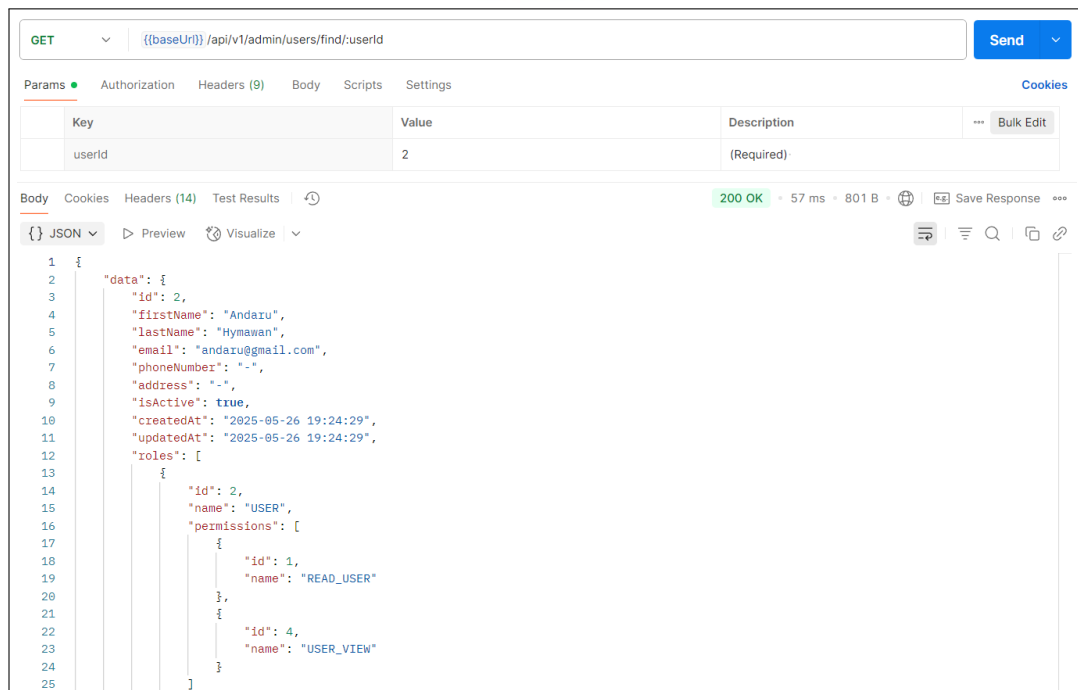 GET {{baseUrl}} /api/v1/admin/users/find/:userId Send
Params Authorization Headers (9) Body Scripts Settings Cookies
Key Value Description Bulk Edit
userId 2 (Required)
Body Cookies Headers (14) Test Results 200 OK 57 ms 801 B e.g. Save Response
{} JSON Preview Visualize
1 {
2 "data": {
3 "id": 2,
4 "firstName": "Andaru",
5 "lastName": "Hymawan",
6 "email": "andaru@gmail.com",
7 "phoneNumber": "-",
8 "address": "-",
9 "isActive": true,
10 "createdAt": "2025-05-26 19:24:29",
11 "updatedAt": "2025-05-26 19:24:29",
12 "roles": [
13 {
14 "id": 2,
15 "name": "USER",
16 "permissions": [
17 {
18 "id": 1,
19 "name": "READ_USER"
20 },
21 {
22 "id": 4,
23 "name": "USER_VIEW"
24 }
25 ]